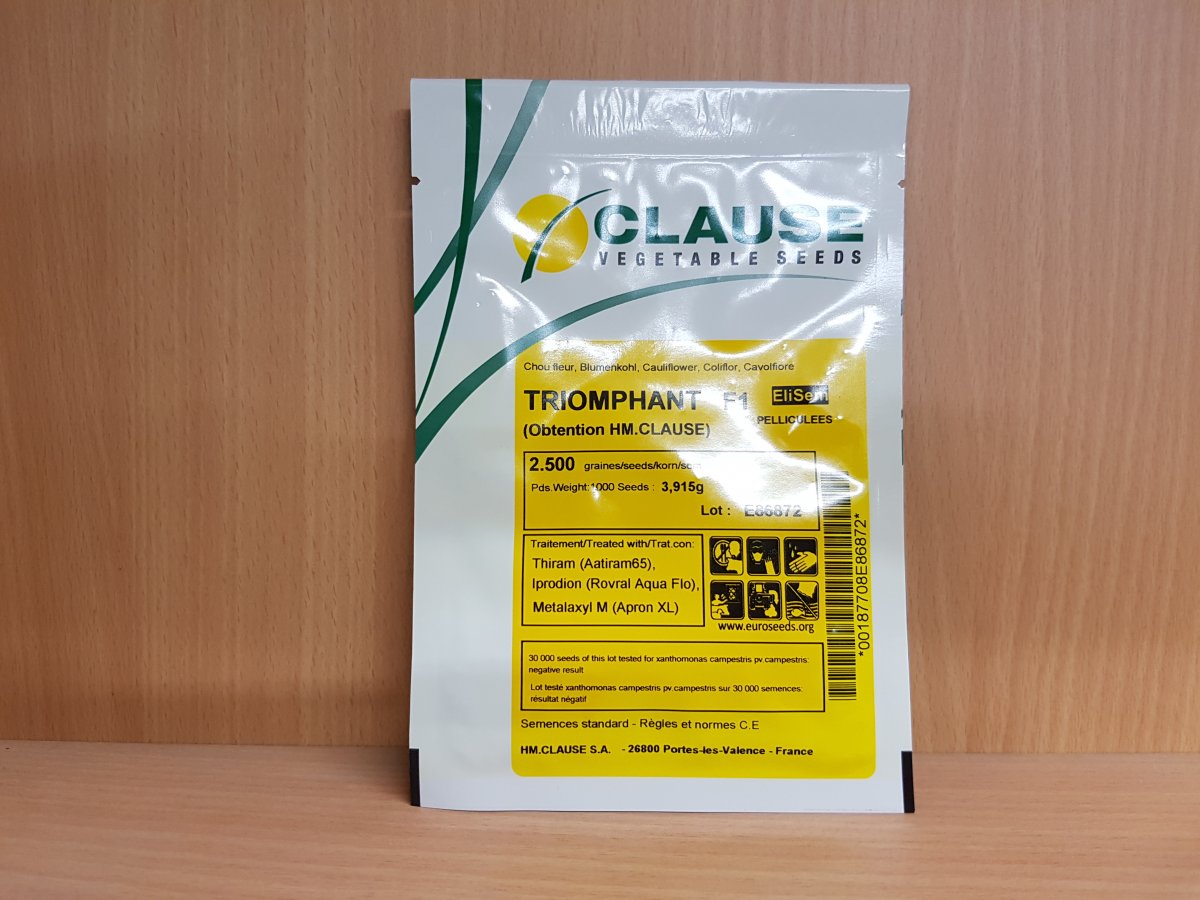 CLAUSE
VEGETABLE SEEDS
Chou fleur, Blumenkohl, Cauliflower, Coliflor, Cavolfiore
TRIOMPHANT F1 EliSem
(Obtention HM.CLAUSE) PELLICULEES
2.500 graines/seeds/korn/
Pds.Weight:1000 Seeds : 3,915g
Lot : E86872
Traitement/Treated with/Trat.con:
Thiram (Aatiram65),
Iprodion (Rovral Aqua Flo),
Metalaxyl M (Apron XL)
www.euroseeds.org
*00187708E86872*
30 000 seeds of this lot tested for xanthomonas campestris pv.campestris:
negative result
Lot testé xanthomonas campestris pv.campestris sur 30 000 semences:
résultat négatif
Semences standard - Règles et normes C.E
HM.CLAUSE S.A. - 26800 Portes-les-Valence - France